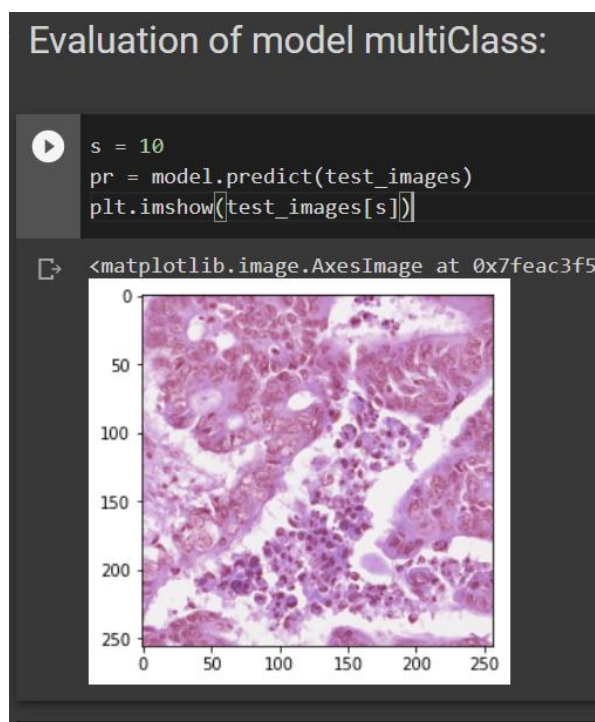 Evaluation of model multiClass:
s = 10
pr = model.predict(test_images)
plt.imshow(test_images[s])
<matplotlib.image.AxesImage at 0x7feac3f5
0
50
100
150
200
250
0 50 100 150 200 250